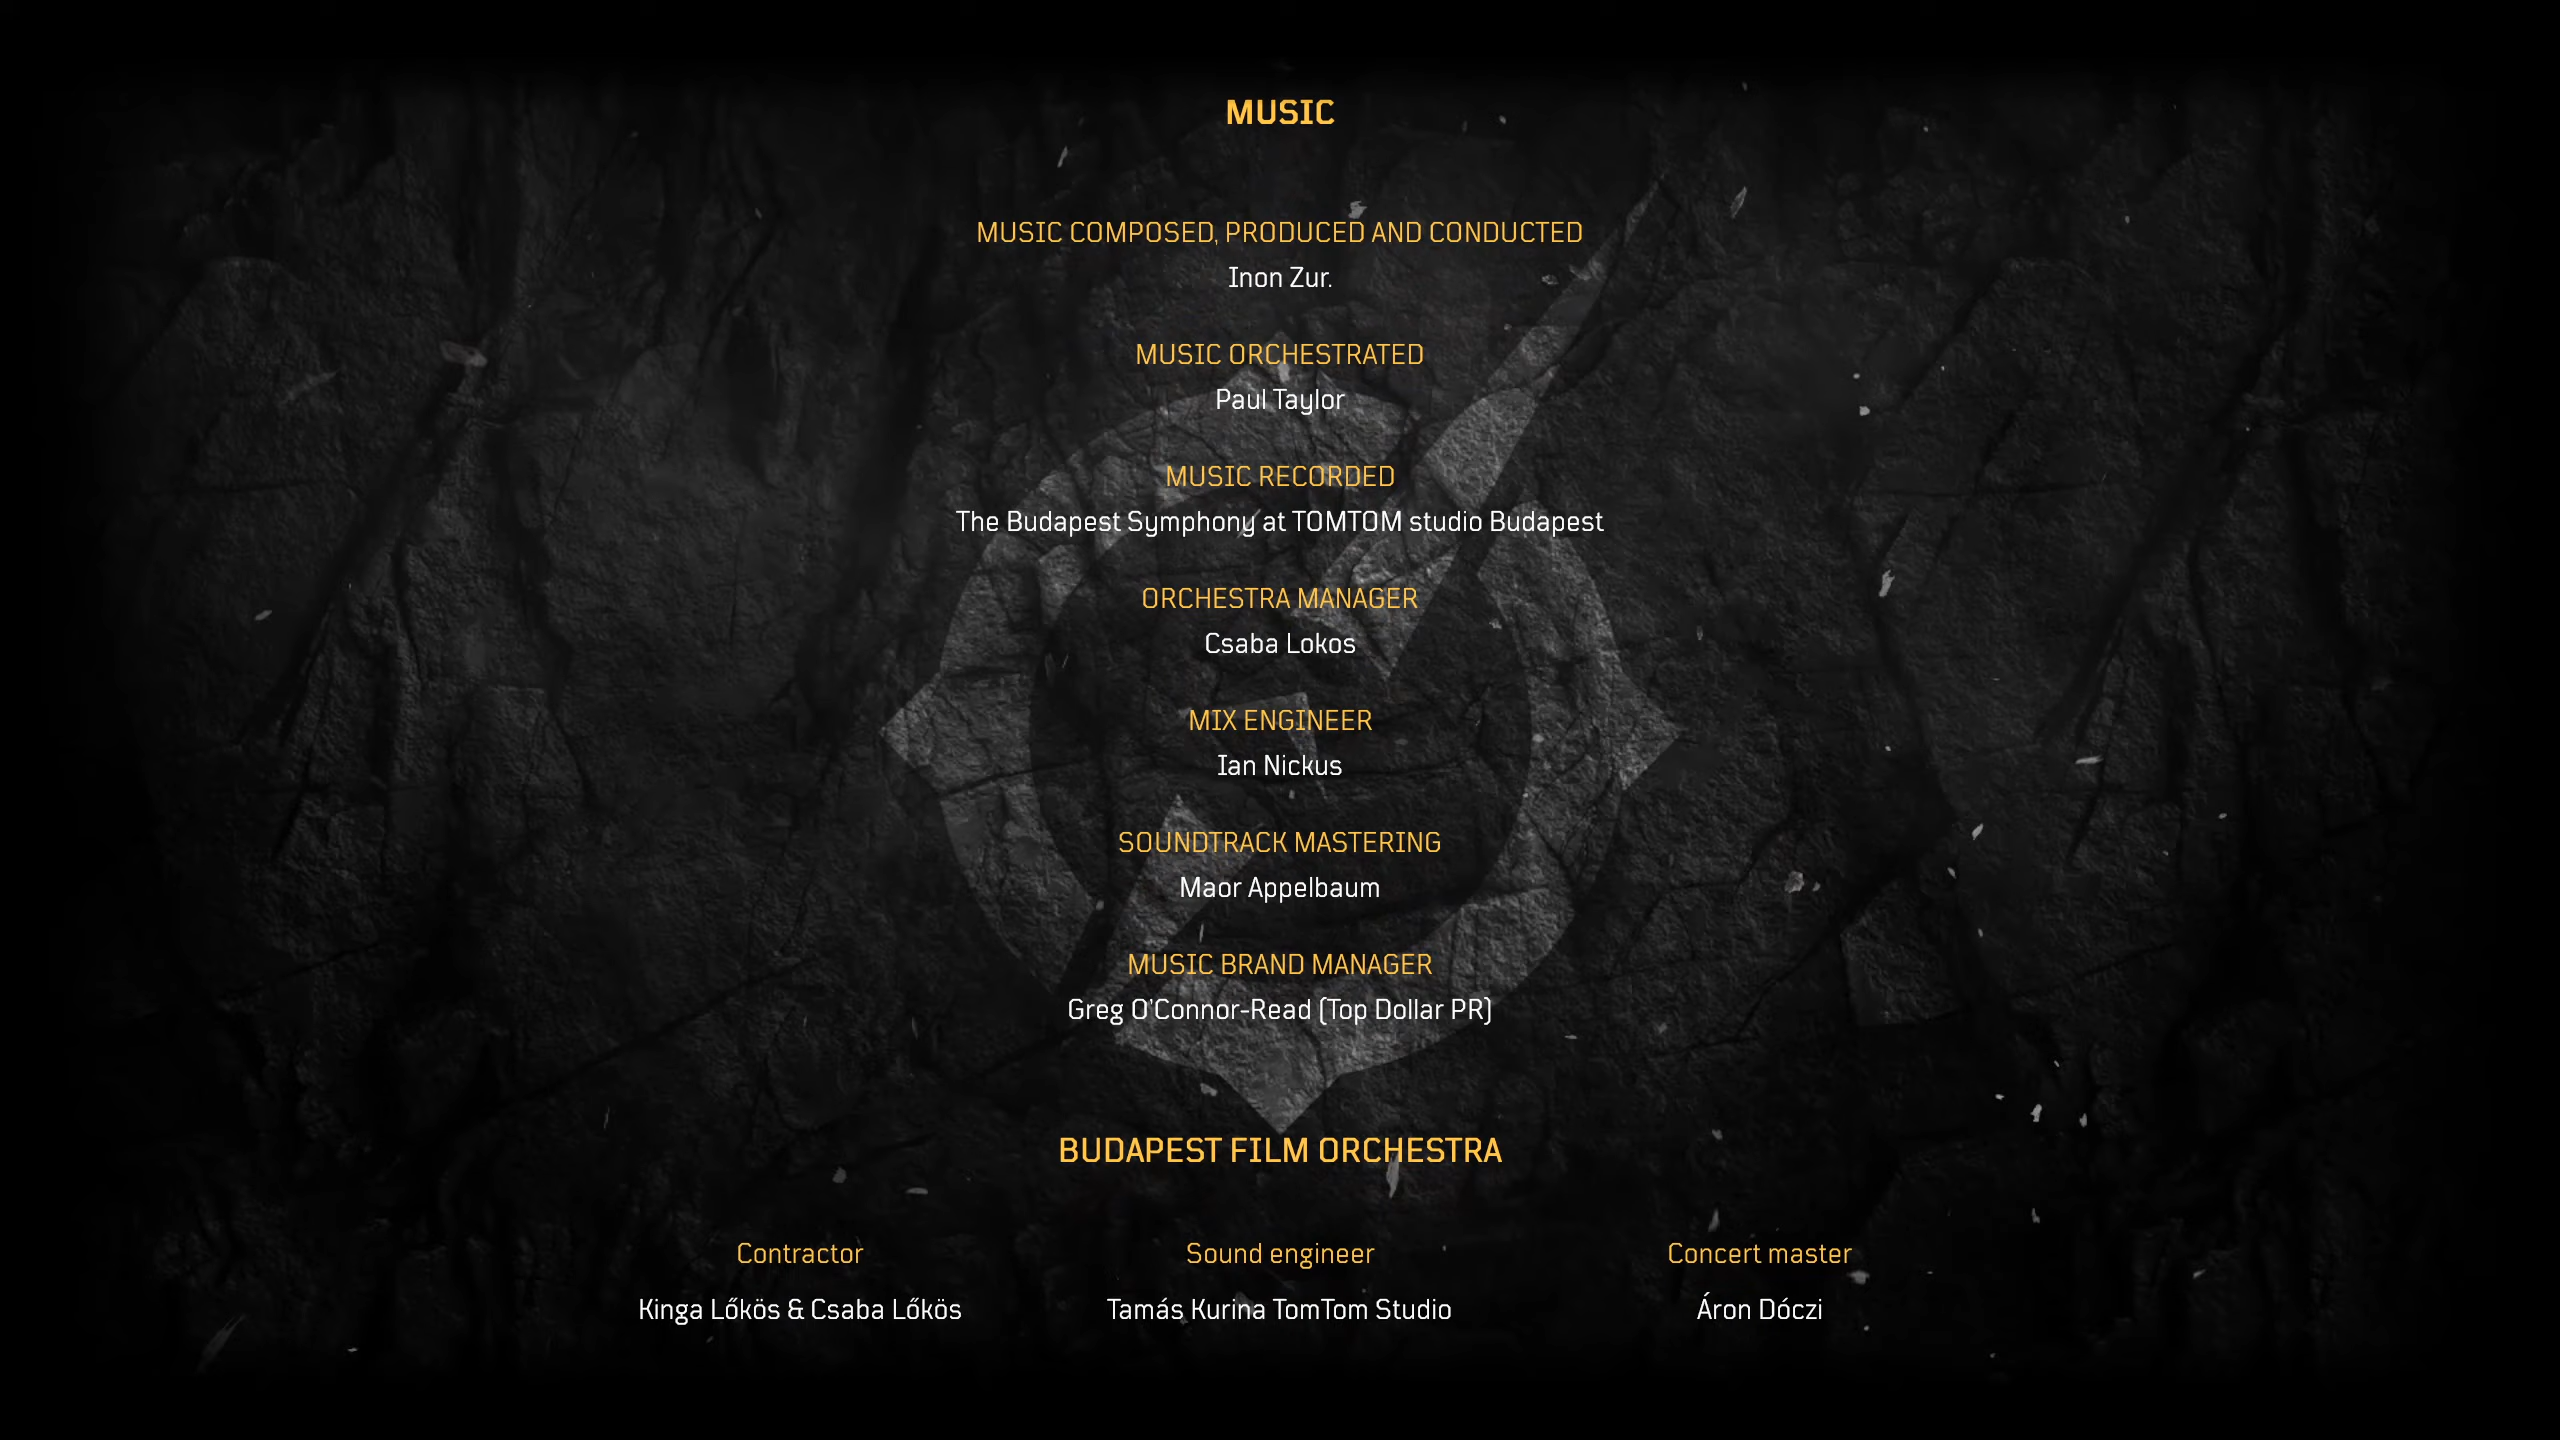 MUSIC
MUSIC COMPOSED, PRODUCED AND CONDUCTED
Inon Zur.
MUSIC ORCHESTRATED
Paul Taylor
MUSIC RECORDED
The Budapest Symphony at TOMTOM studio Budapest
ORCHESTRA MANAGER
Csaba Lokos
MIX ENGINEER
Ian Nickus
SOUNDTRACK MASTERING
Maor Appelbaum
MUSIC BRAND MANAGER
Greg O'Connor-Read (Top Dollar PR)
BUDAPEST FILM ORCHESTRA
Contractor Sound engineer Concert master
Kinga Lőkös & Csaba Lőkös Tamás Kurina TomTom Studio Áron Dóczi